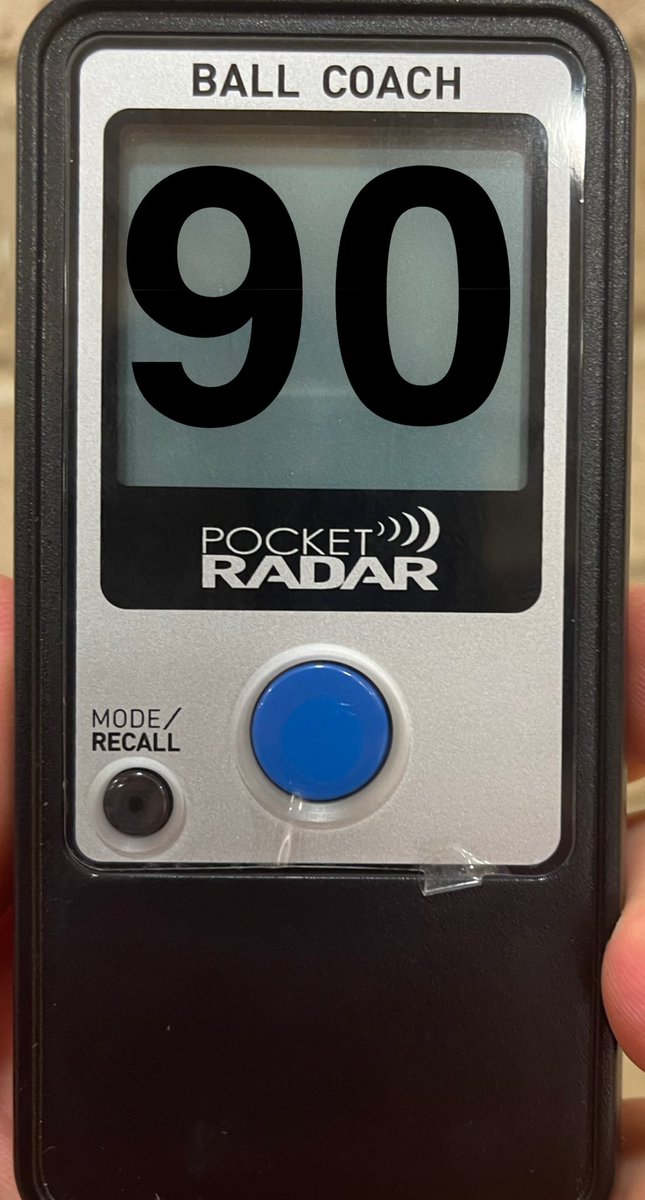 BALL COACH
90
POCKET
RADAR
MODE/
RECALL